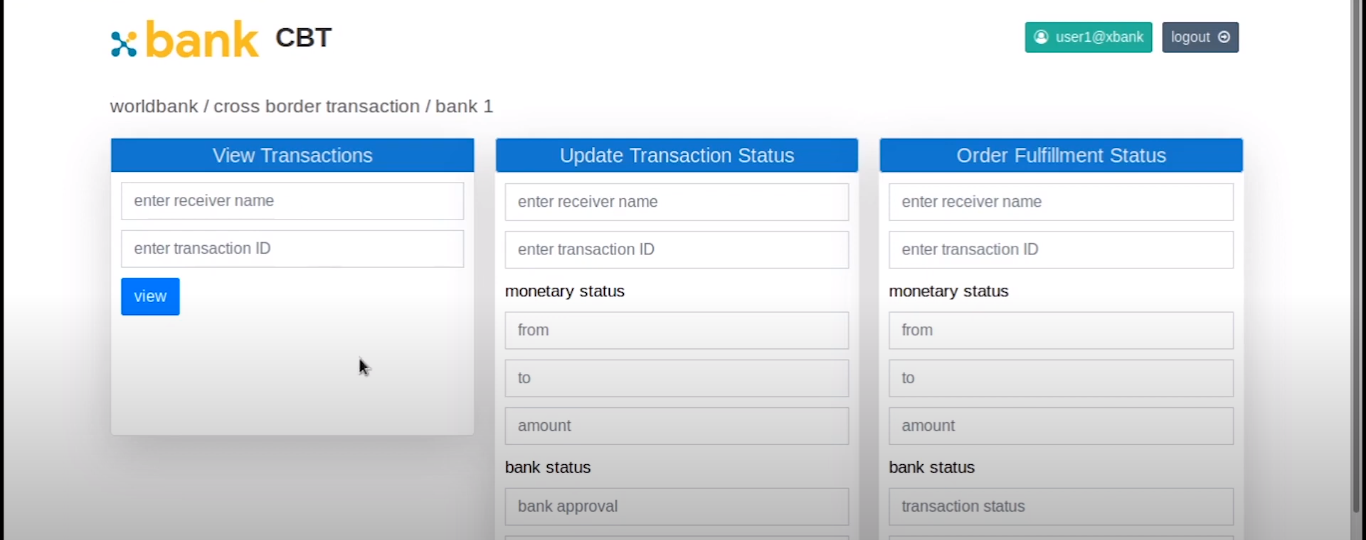 bank CBT
user1@xbank
logout
worldbank / cross border transaction / bank 1
View Transactions
enter receiver name
enter transaction ID
view
Update Transaction Status
enter receiver name
enter transaction ID
monetary status
from
to
amount
bank status
bank approval
Order Fulfillment Status
enter receiver name
enter transaction ID
monetary status
from
to
amount
bank status
transaction status